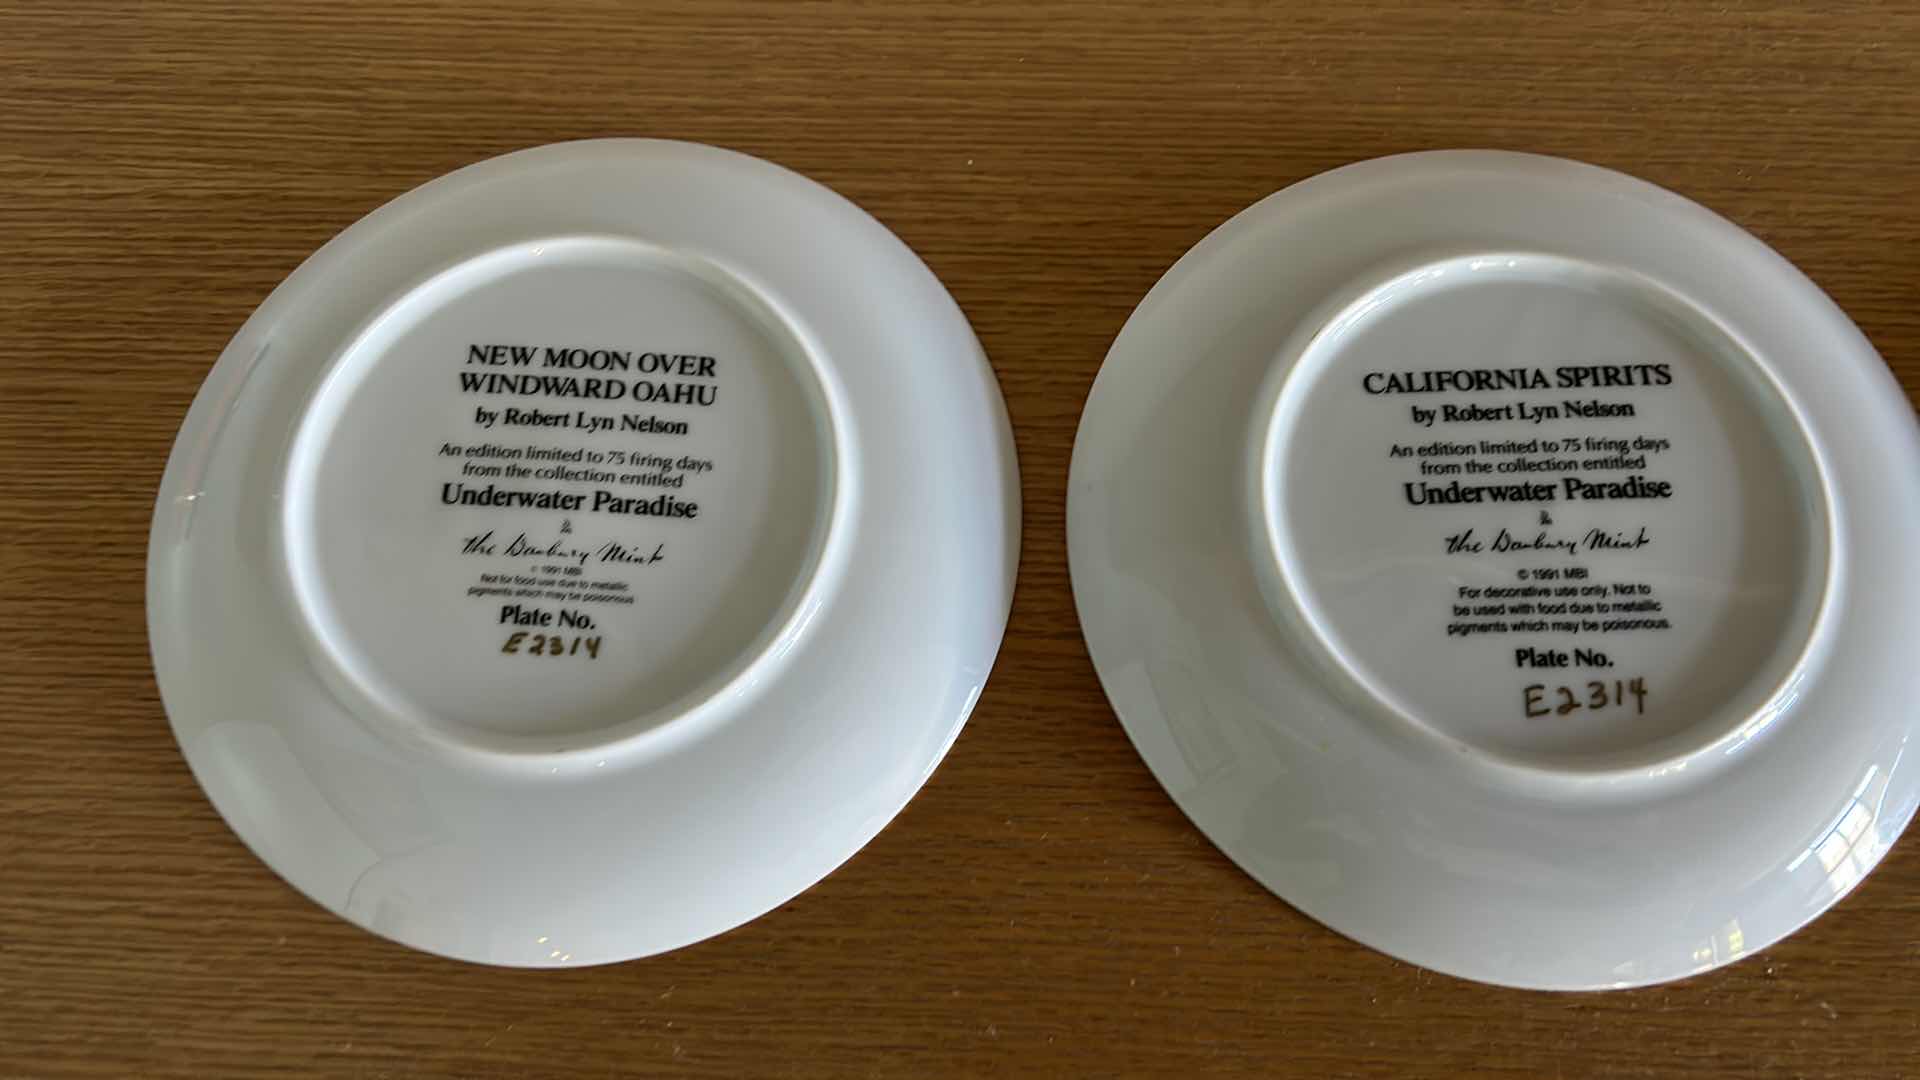 NEW MOON OVER
WINDWARD OAHU
by Robert Lyn Nelson
An edition limited to 75 firing days
from the collection entitled
Underwater Paradise
&
the Danbury Mint
© 1991 MBI
Not for food use due to metallic
pigments which may be poisonous
Plate No.
E2314
CALIFORNIA SPIRITS
by Robert Lyn Nelson
An edition limited to 75 firing days
from the collection entitled
Underwater Paradise
&
the Danbury Mint
© 1991 MBI
For decorative use only. Not to
be used with food due to metallic
pigments which may be poisonous.
Plate No.
E2314